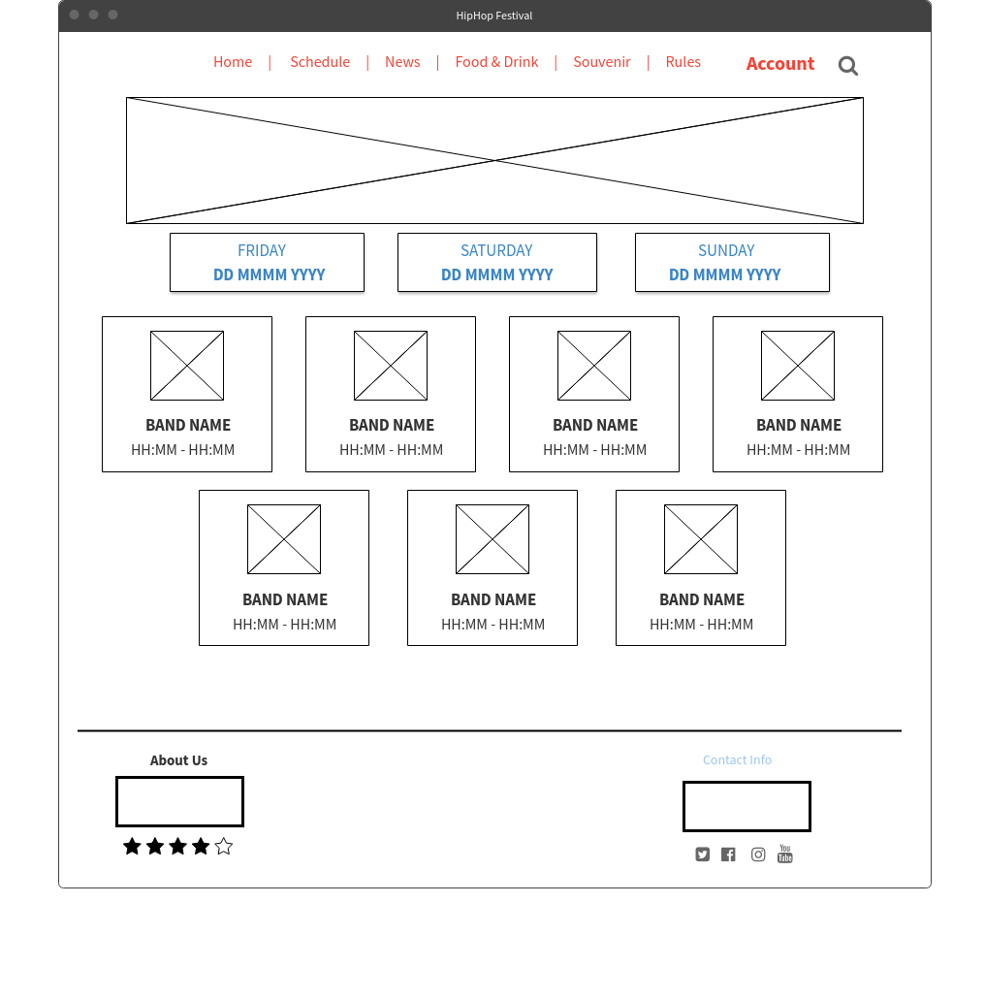 HipHop Festival
Home | Schedule | News | Food & Drink | Souvenir | Rules Account
FRIDAY SATURDAY SUNDAY
DD MMMM YYYY DD MMMM YYYY DD MMMM YYYY
BAND NAME BAND NAME BAND NAME BAND NAME
HH:MM - HH:MM HH:MM - HH:MM HH:MM - HH:MM HH:MM - HH:MM
BAND NAME BAND NAME BAND NAME
HH:MM - HH:MM HH:MM - HH:MM HH:MM - HH:MM
About Us Contact Info
You
Tube